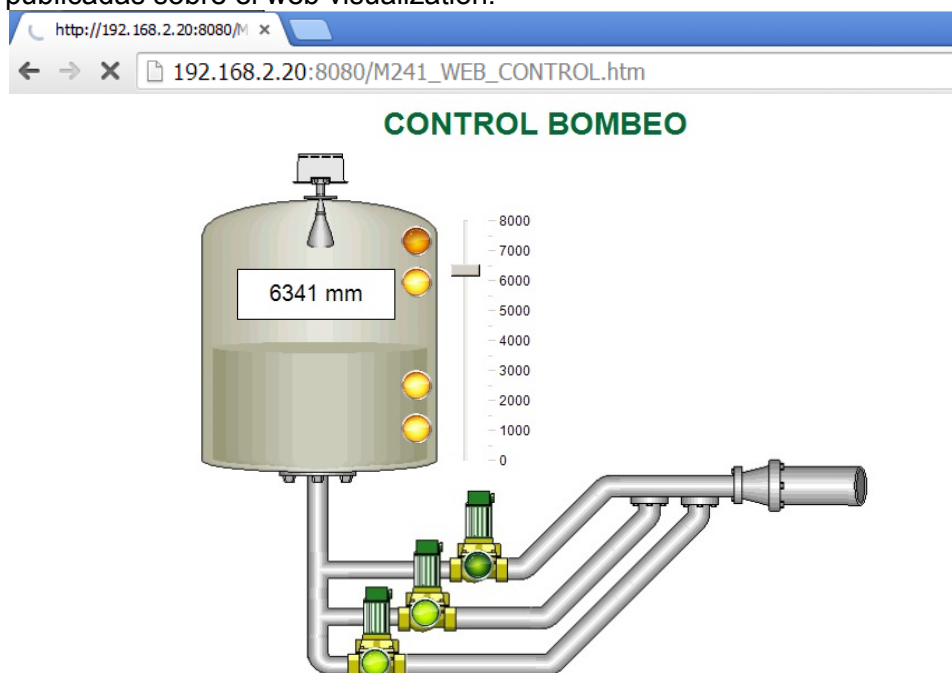 publicadas sobre el web visualization.
http://192.168.2.20:8080/M
192.168.2.20:8080/M241_WEB_CONTROL.htm
CONTROL BOMBEO
8000
7000
6341 mm
6000
5000
4000
3000
2000
1000
0